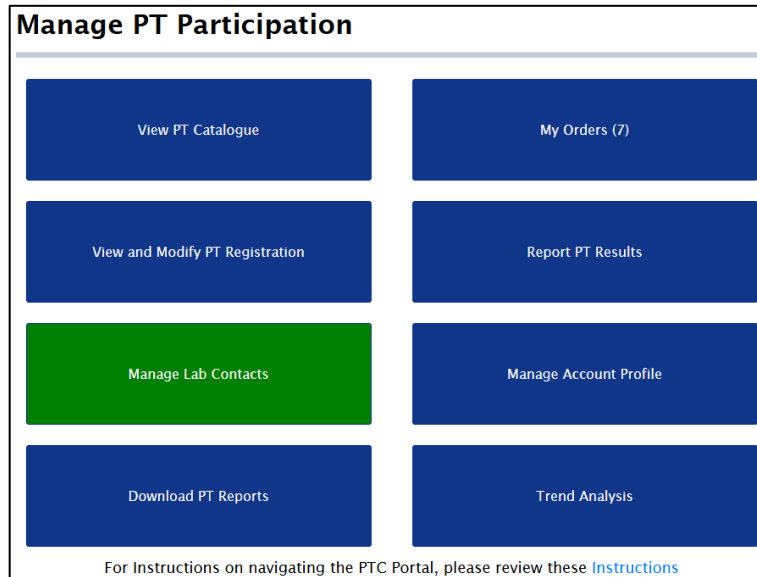 Manage PT Participation
View PT Catalogue
My Orders (7)
View and Modify PT Registration
Report PT Results
Manage Lab Contacts
Manage Account Profile
Download PT Reports
Trend Analysis
For Instructions on navigating the PTC Portal, please review these Instructions